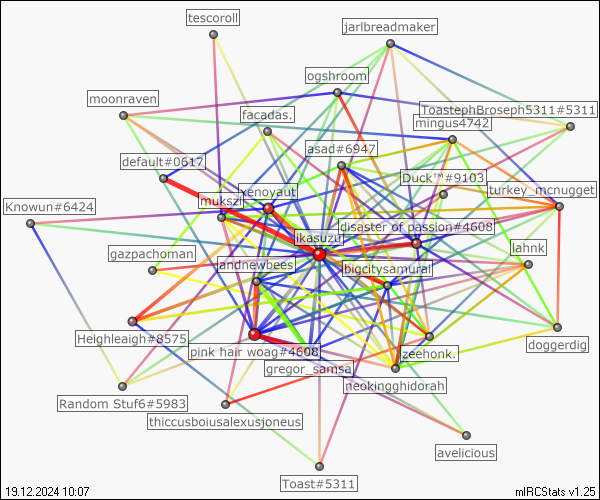 tescoroll
jarlbreadmaker
ogshroom
moonraven
ToastephBroseph5311#5311
facadas.
mingus4742
asad#6947
default#0617
Duck™#9103
xenoyaut
turkey_mcnugget
mukszi
Knowun#6424
disaster of passion#4608
ikasuzu
lahnk
gazpachoman
andnewbees
bigcitysamurai
Heighleaigh#8575
doggerdig
pink hair woag#4608
zeehonk.
gregor_samsa
neokingghidorah
Random Stuf6#5983
thiccusboiusalexusjoneus
avelicious
Toast#5311
19.12.2024 10:07
mIRCStats v1.25